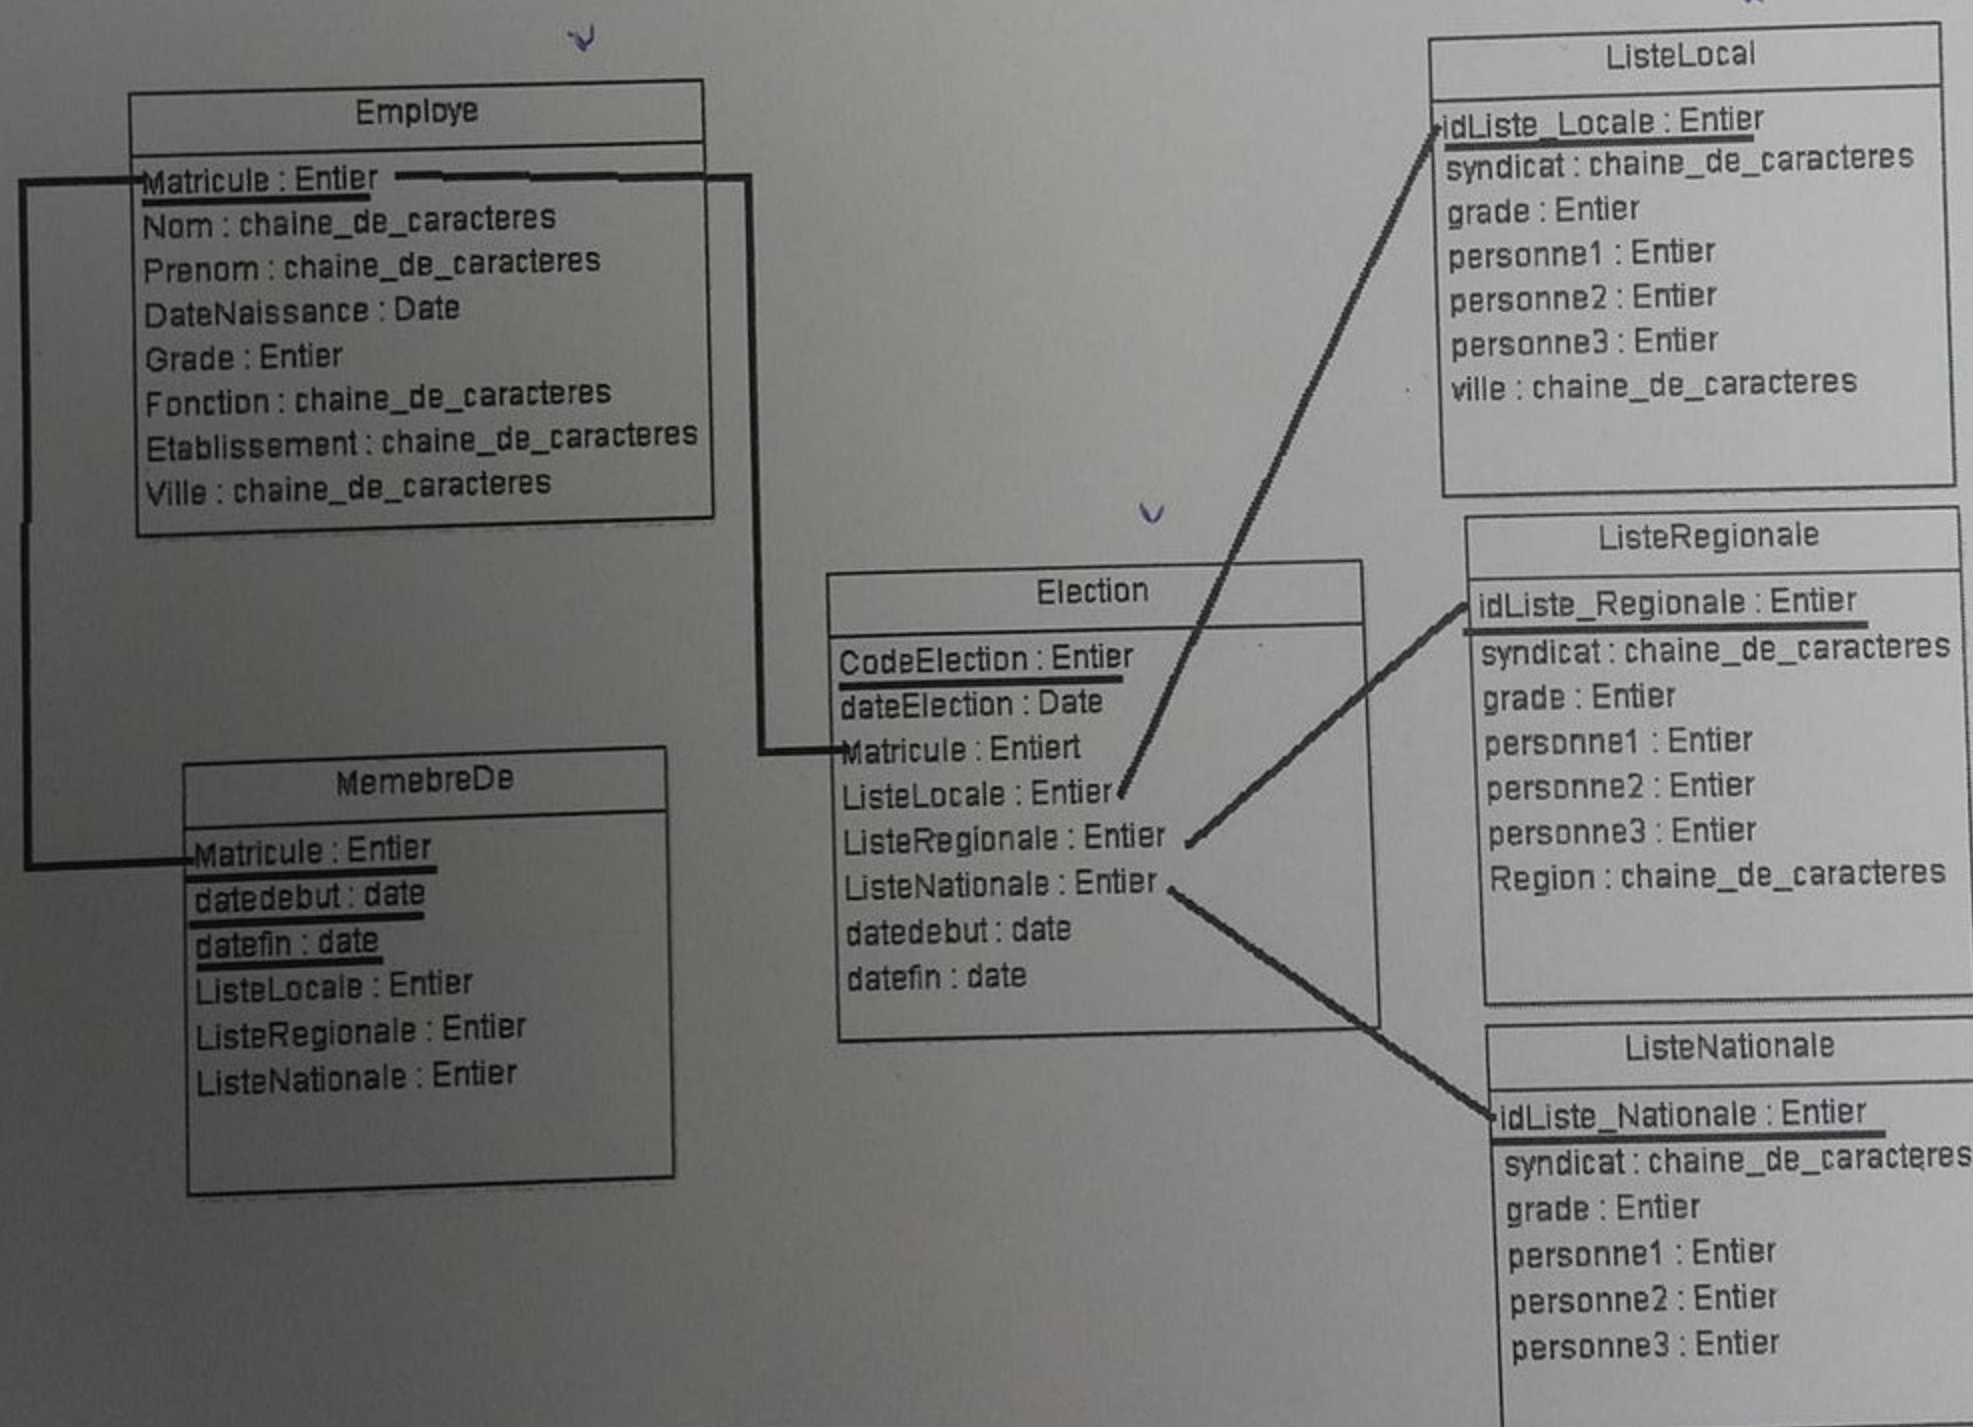 Employe
Matricule : Entier
Nom : chaine_de_caracteres
Prenom : chaine_de_caracteres
DateNaissance : Date
Grade : Entier
Fonction : chaine_de_caracteres
Etablissement : chaine_de_caracteres
Ville : chaine_de_caracteres
MemebreDe
Matricule : Entier
datedebut : date
datefin : date
ListeLocale : Entier
ListeRegionale : Entier
ListeNationale : Entier
Election
CodeElection : Entier
dateElection : Date
Matricule : Entiert
ListeLocale : Entier
ListeRegionale : Entier
ListeNationale : Entier
datedebut : date
datefin : date
ListeLocal
idListe_Locale : Entier
syndicat : chaine_de_caracteres
grade : Entier
personne1 : Entier
personne2 : Entier
personne3 : Entier
ville : chaine_de_caracteres
ListeRegionale
idListe_Regionale : Entier
syndicat : chaine_de_caracteres
grade : Entier
personne1 : Entier
personne2 : Entier
personne3 : Entier
Region : chaine_de_caracteres
ListeNationale
idListe_Nationale : Entier
syndicat : chaine_de_caracteres
grade : Entier
personne1 : Entier
personne2 : Entier
personne3 : Entier